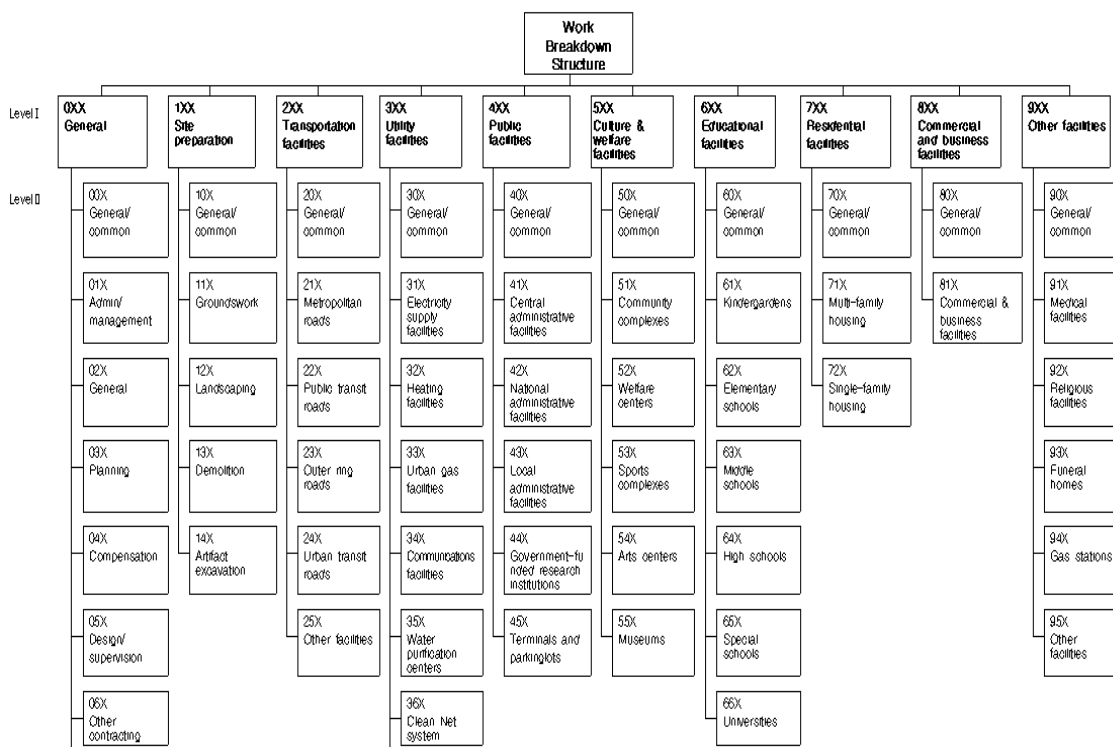 Work
Breakdown
Structure
Level I
0XX
General
1XX
Site
preparation
2XX
Transportation
facilities
3XX
Utility
facilities
4XX
Public
facilities
5XX
Culture &
welfare
facilities
6XX
Educational
facilities
7XX
Residential
facilities
8XX
Commercial
and business
facilities
9XX
Other facilities
Level II
00X
General/
common
10X
General/
common
20X
General/
common
30X
General/
common
40X
General/
common
50X
General/
common
60X
General/
common
70X
General/
common
80X
General/
common
90X
General/
common
01X
Admin/
management
11X
Groundswork
21X
Metropolitan
roads
31X
Electricity
supply
facilities
41X
Central
administrative
facilities
51X
Community
complexes
61X
Kindergardens
71X
Multi-family
housing
81X
Commercial &
business
facilities
91X
Medical
facilities
02X
General
12X
Landscaping
22X
Public transit
roads
32X
Heating
facilities
42X
National
administrative
facilities
52X
Welfare
centers
62X
Elementary
schools
72X
Single-family
housing
92X
Religious
facilities
03X
Planning
13X
Demolition
23X
Outer ring
roads
33X
Urban gas
facilities
43X
Local
administrative
facilities
53X
Sports
complexes
63X
Middle
schools
93X
Funeral
homes
04X
Compensation
14X
Artifact
excavation
24X
Urban transit
roads
34X
Communications
facilities
44X
Government-fu
nded research
institutions
54X
Arts centers
64X
High schools
94X
Gas stations
05X
Design/
supervision
25X
Other facilities
35X
Water
purification
centers
45X
Terminals and
parkinglots
55X
Museums
65X
Special
schools
95X
Other
facilities
06X
Other
contracting
36X
Clean Net
system
66X
Universities